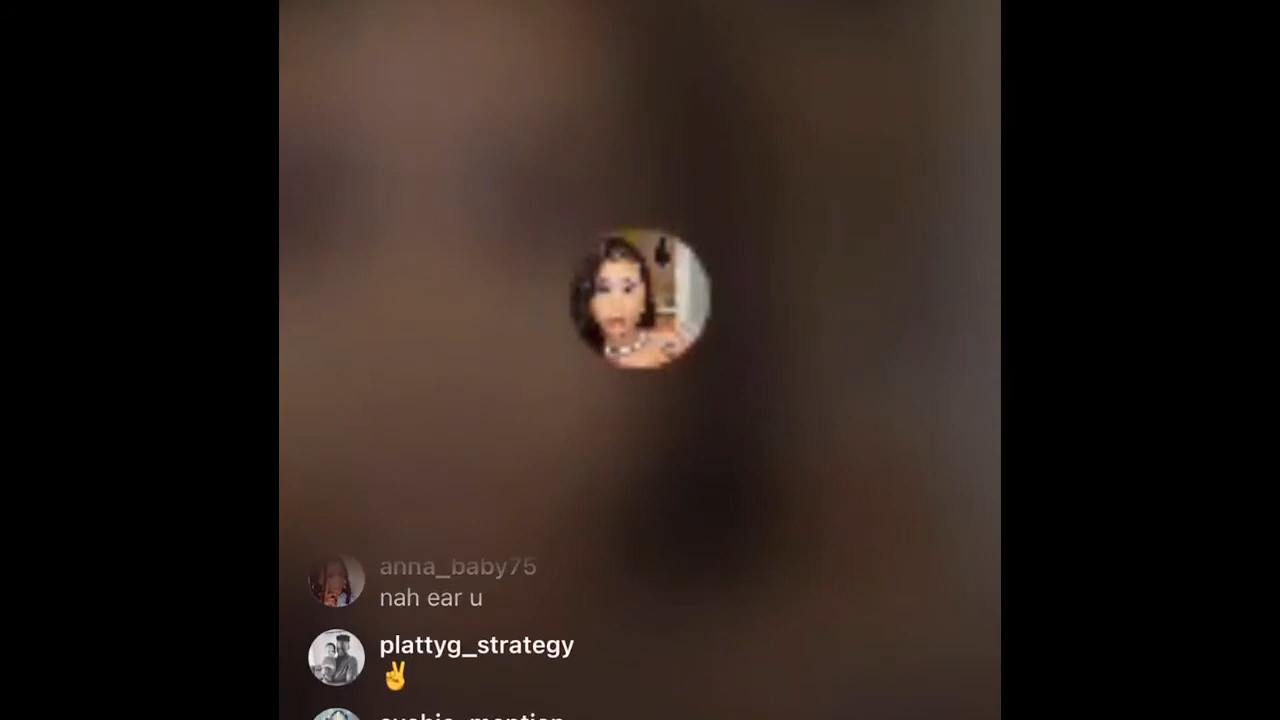 anna_baby75
nah ear u
plattyg_strategy
✌️